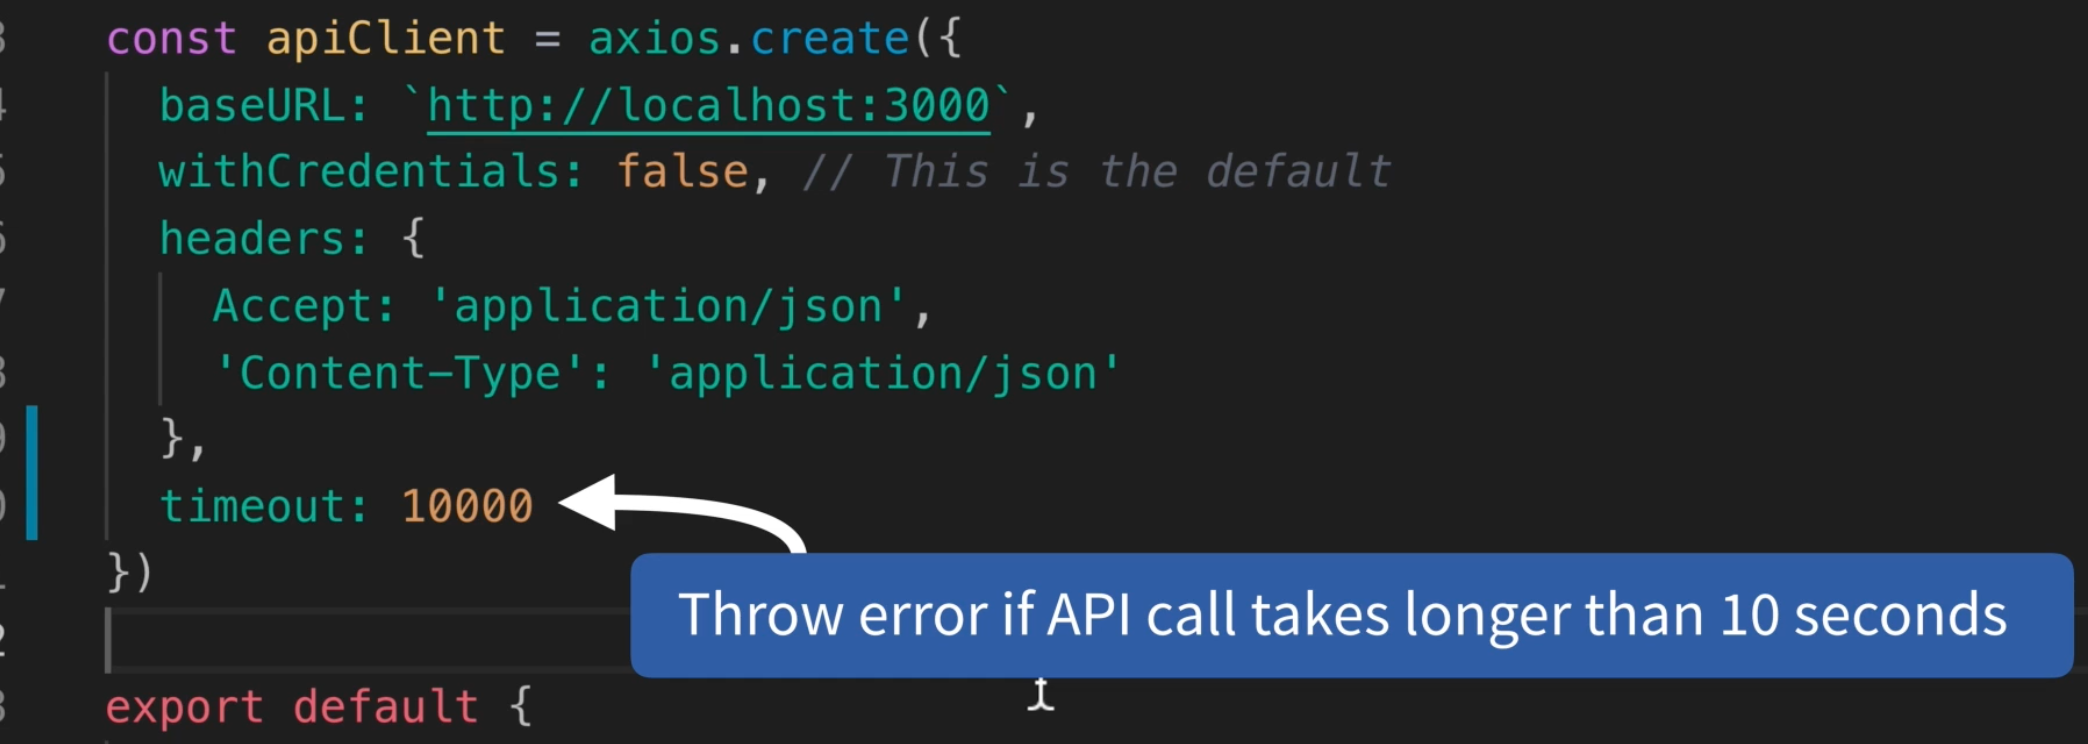 const apiClient = axios.create({
baseURL: `http://localhost:3000`,
withCredentials: false, // This is the default
headers: {
Accept: 'application/json',
'Content-Type': 'application/json'
},
timeout: 10000
})
Throw error if API call takes longer than 10 seconds
export default {